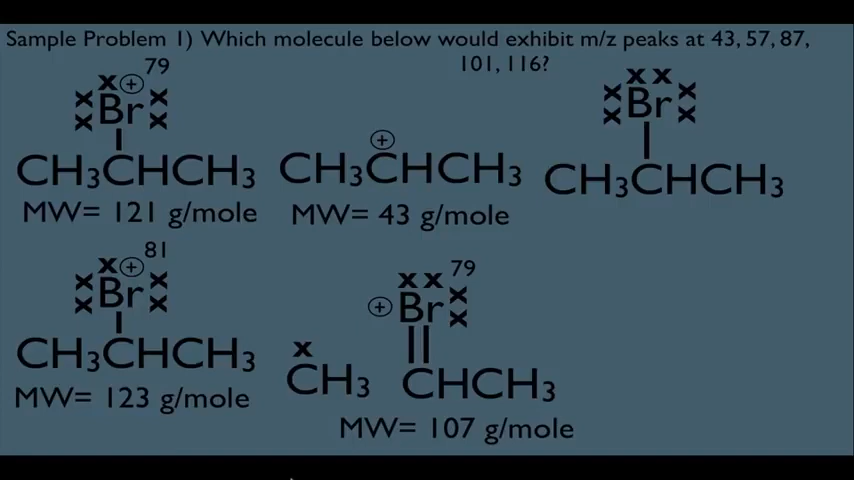 Sample Problem 1) Which molecule below would exhibit m/z peaks at 43, 57, 87,
101, 116?
79
x ⊕
x Br x
x x
CH₃CHCH₃
MW= 121 g/mole
⊕
CH₃CHCH₃
MW= 43 g/mole
x x
x Br x
x x
CH₃CHCH₃
81
x ⊕
x Br x
x x
CH₃CHCH₃
MW= 123 g/mole
79
x x
⊕ Br x
x
x
CH₃ CHCH₃
MW= 107 g/mole